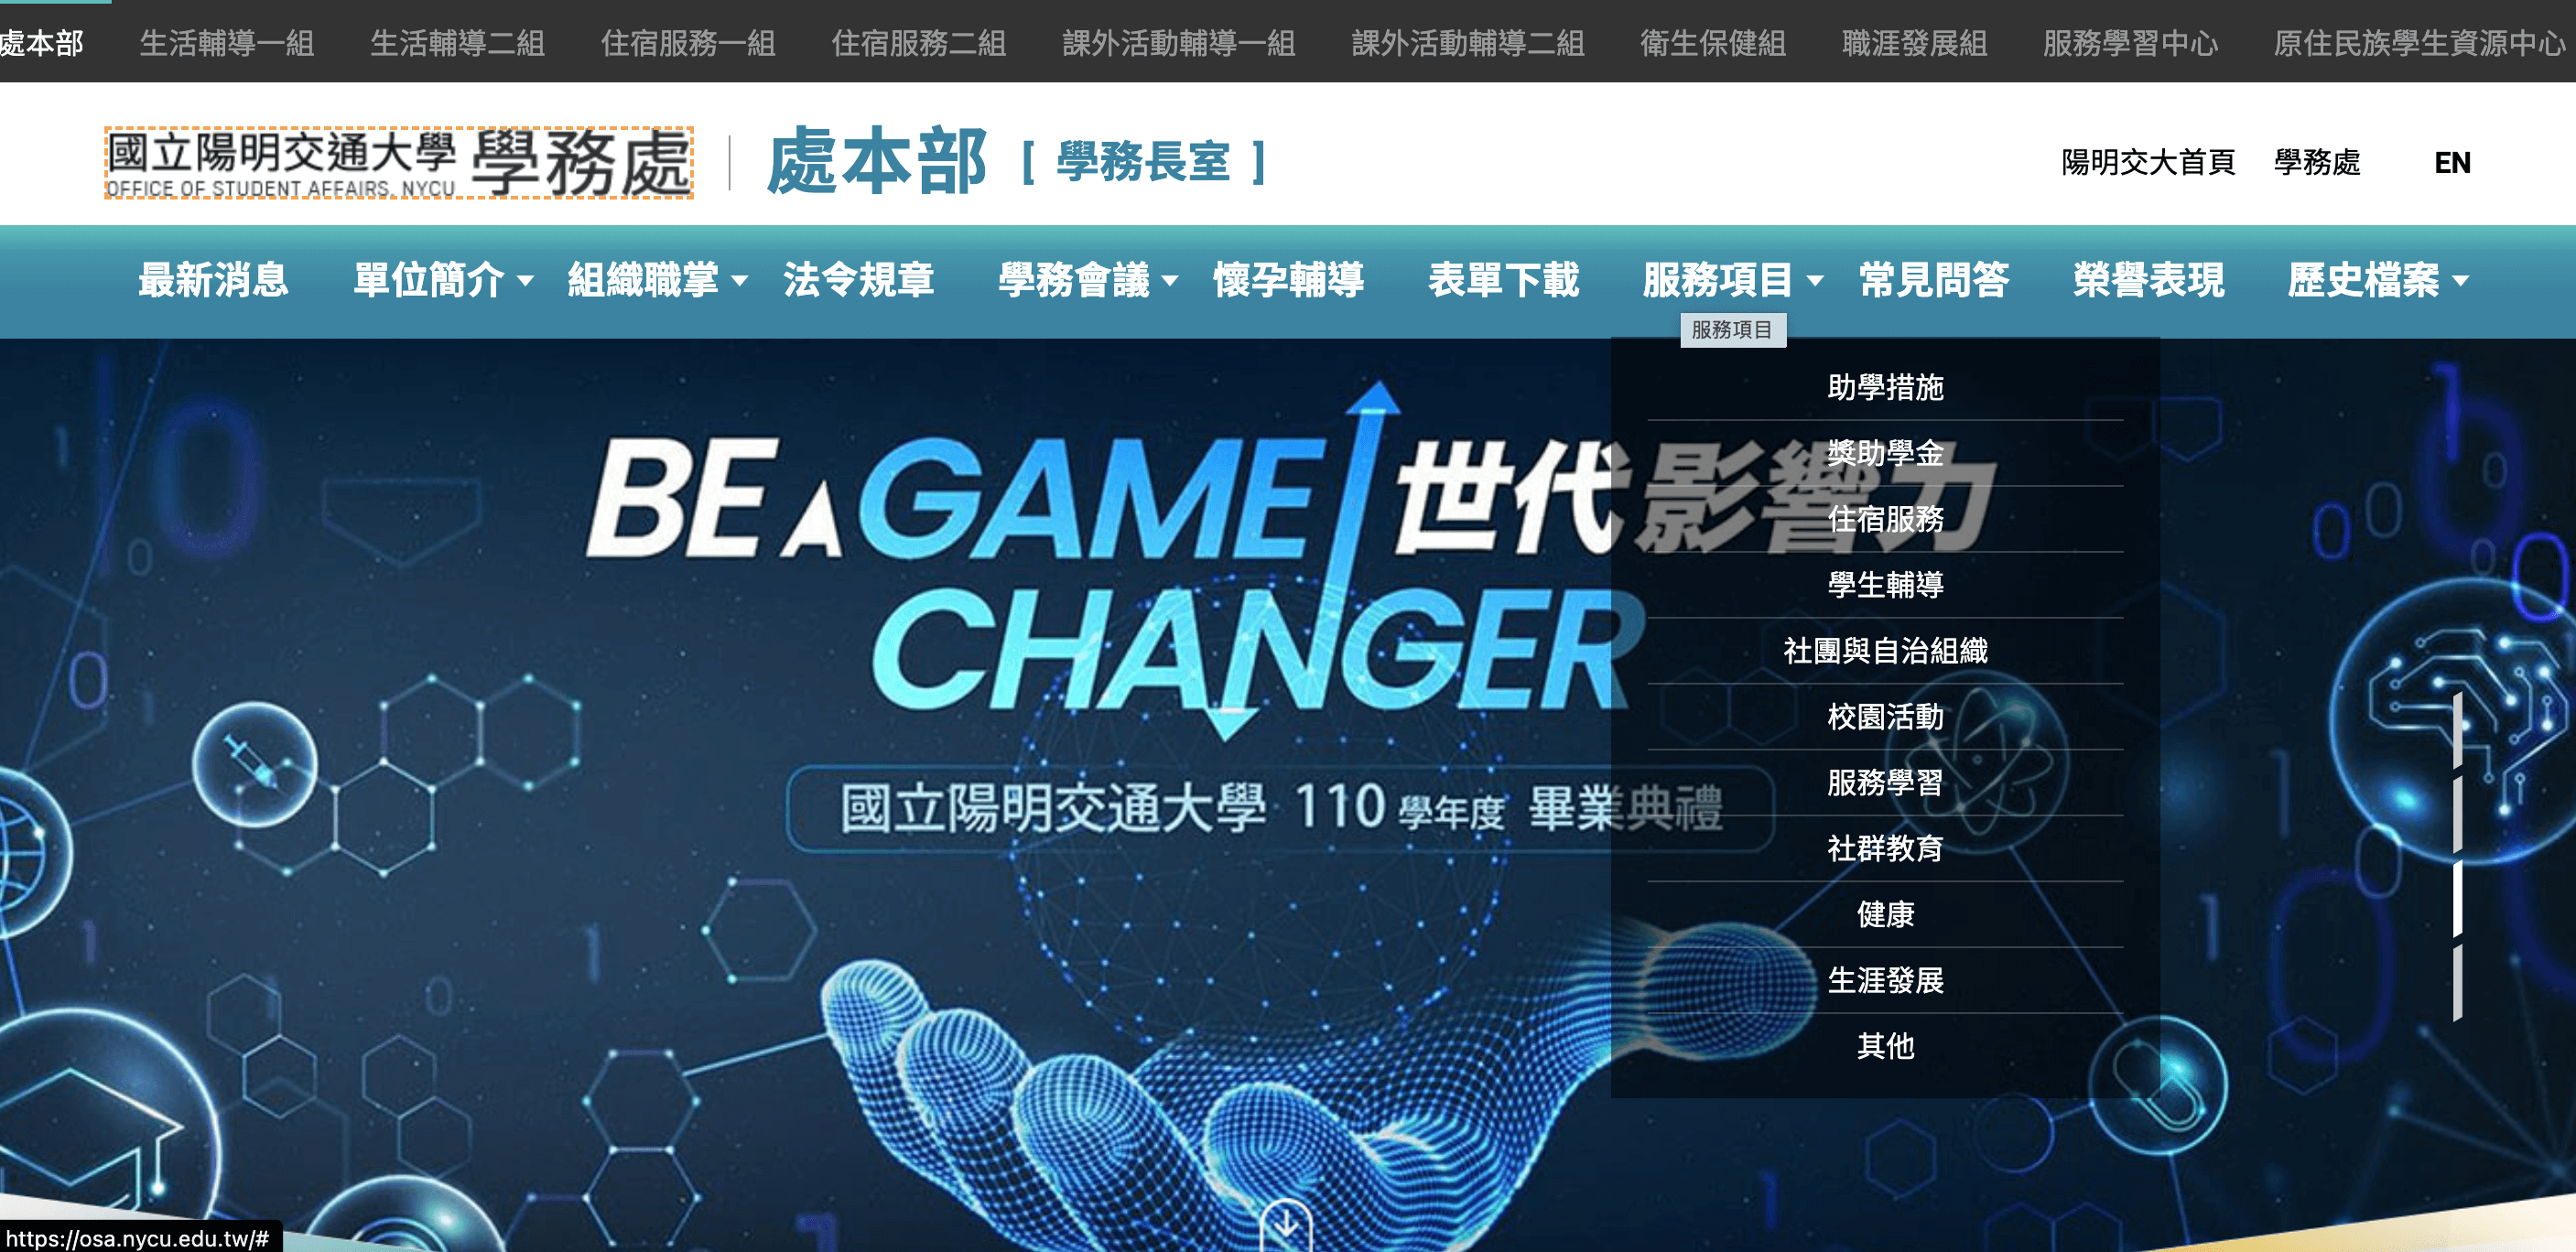 處本部 生活輔導一組 生活輔導二組 住宿服務一組 住宿服務二組 課外活動輔導一組 課外活動輔導二組 衛生保健組 職涯發展組 服務學習中心 原住民族學生資源中心
國立陽明交通大學 學務處
OFFICE OF STUDENT AFFAIRS, NYCU
處本部 [ 學務長室 ]
陽明交大首頁 學務處 EN
最新消息 單位簡介 組織職掌 法令規章 學務會議 懷孕輔導 表單下載 服務項目 常見問答 榮譽表現 歷史檔案
服務項目
助學措施
獎助學金
住宿服務
學生輔導
社團與自治組織
校園活動
服務學習
社群教育
健康
生涯發展
其他
BE A GAME 世代影響力
CHANGER
國立陽明交通大學 110 學年度 畢業典禮
https://osa.nycu.edu.tw/#